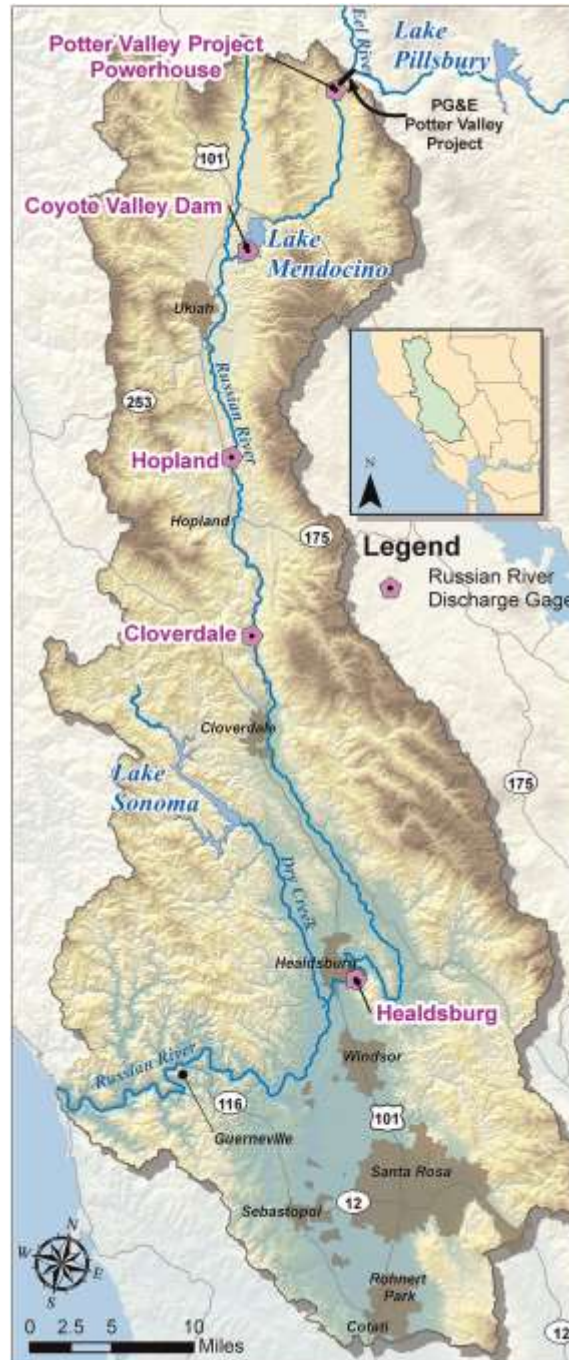 Potter Valley Project
Powerhouse
Eel River
Lake
Pillsbury
PG&E
Potter Valley
Project
101
Coyote Valley Dam
Lake
Mendocino
Ukiah
253
Russian River
Hopland
Hopland
175
N
Legend
Russian River
Discharge Gage
Cloverdale
Cloverdale
Lake
Sonoma
175
Dry Creek
Healdsburg
Healdsburg
Windsor
Russian River
116
101
Guerneville
Santa Rosa
Sebastopol
12
Rohnert
Park
Cotati
12
N
W
E
S
0 2.5 5 10
Miles